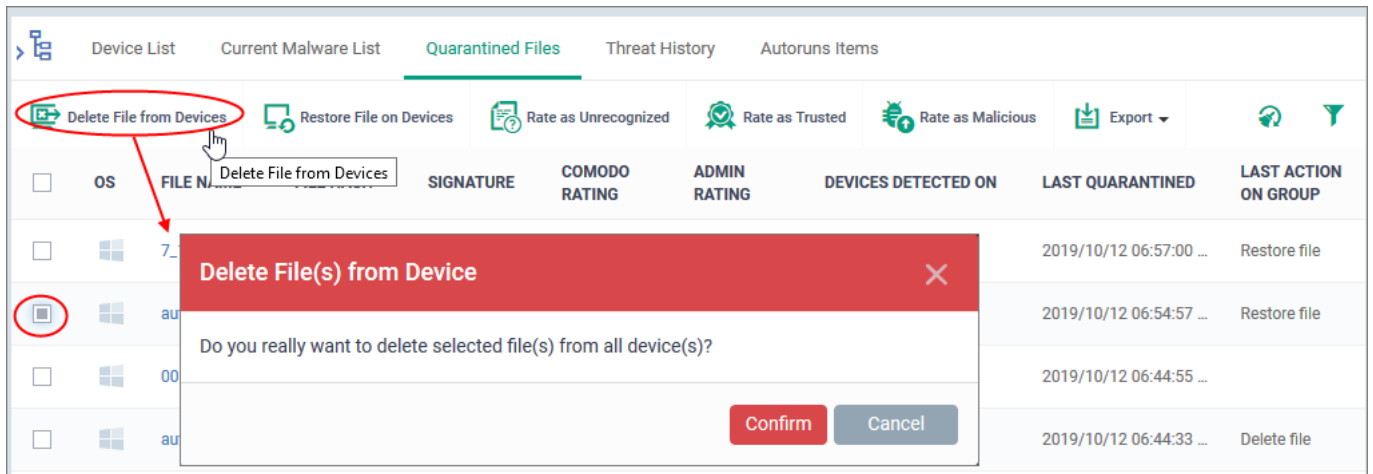 Device List Current Malware List Quarantined Files Threat History Autoruns Items
Delete File from Devices Restore File on Devices Rate as Unrecognized Rate as Trusted Rate as Malicious Export
Delete File from Devices
OS FILE SIGNATURE COMODO RATING ADMIN RATING DEVICES DETECTED ON LAST QUARANTINED LAST ACTION ON GROUP
7_ 2019/10/12 06:57:00 ... Restore file
Delete File(s) from Device
au 2019/10/12 06:54:57 ... Restore file
Do you really want to delete selected file(s) from all device(s)?
00 2019/10/12 06:44:55 ...
Confirm Cancel
au 2019/10/12 06:44:33 ... Delete file